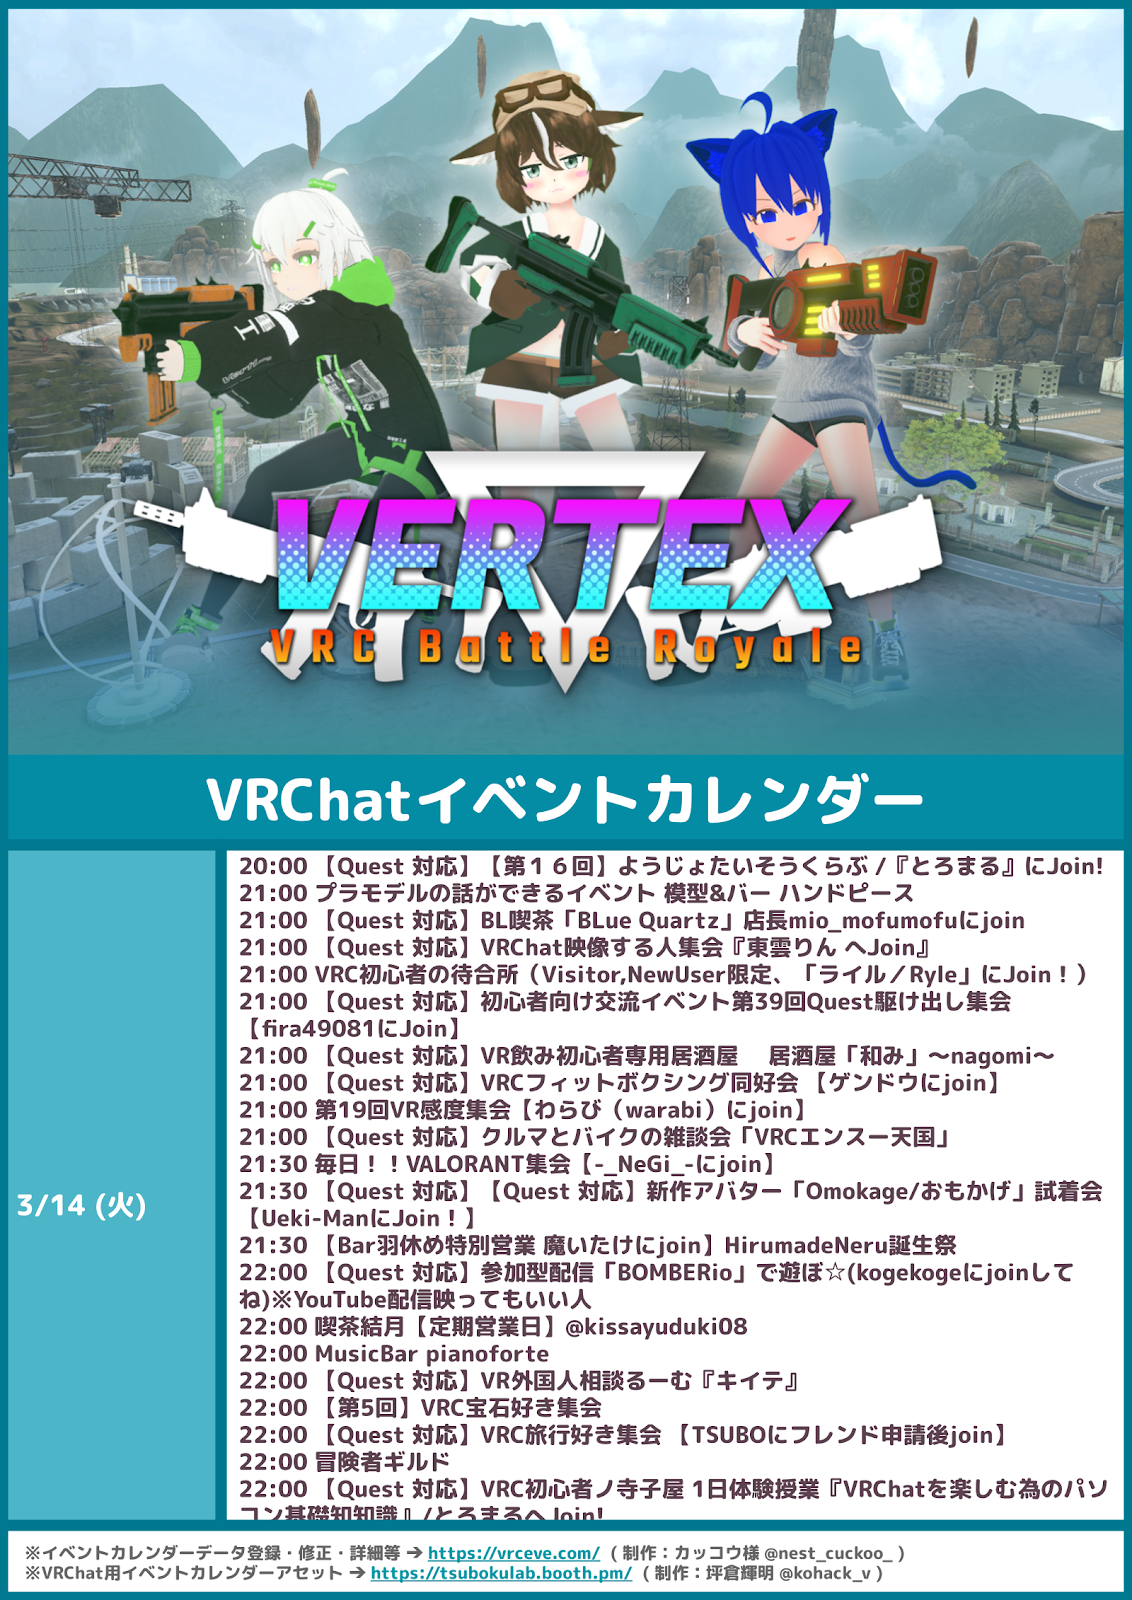 VERTEX
VRC Battle Royale
VRChatイベントカレンダー
3/14 (火)
20:00 【Quest 対応】【第１６回】ようじょたいそうくらぶ /『とろまる』にJoin!
21:00 プラモデルの話ができるイベント 模型&バー ハンドピース
21:00 【Quest 対応】BL喫茶「BLue Quartz」店長mio_mofumofuにjoin
21:00 【Quest 対応】VRChat映像する人集会『東雲りん へJoin』
21:00 VRC初心者の待合所（Visitor,NewUser限定、「ライル／Ryle」にJoin！）
21:00 【Quest 対応】初心者向け交流イベント第39回Quest駆け出し集会
【fira49081にJoin】
21:00 【Quest 対応】VR飲み初心者専用居酒屋　 居酒屋「和み」～nagomi～
21:00 【Quest 対応】VRCフィットボクシング同好会 【ゲンドウにjoin】
21:00 第19回VR感度集会【わらび（warabi）にjoin】
21:00 【Quest 対応】クルマとバイクの雑談会「VRCエンスー天国」
21:30 毎日！！VALORANT集会【-_NeGi_-にjoin】
21:30 【Quest 対応】【Quest 対応】新作アバター「Omokage/おもかげ」試着会
【Ueki-ManにJoin！】
21:30 【Bar羽休め特別営業 魔いたけにjoin】HirumadeNeru誕生祭
22:00 【Quest 対応】参加型配信「BOMBERio」で遊ぼ☆(kogekogeにjoinして
ね)※YouTube配信映ってもいい人
22:00 喫茶結月【定期営業日】@kissayuduki08
22:00 MusicBar pianoforte
22:00 【Quest 対応】VR外国人相談るーむ『キイテ』
22:00 【第5回】VRC宝石好き集会
22:00 【Quest 対応】VRC旅行好き集会 【TSUBOにフレンド申請後join】
22:00 冒険者ギルド
22:00 【Quest 対応】VRC初心者ノ寺子屋 1日体験授業『VRChatを楽しむ為のパソ
コン基礎知知識』/とろまるへJoin!
※イベントカレンダーデータ登録・修正・詳細等 ➔ https://vrceve.com/ ( 制作：カッコウ様 @nest_cuckoo_ )
※VRChat用イベントカレンダーアセット ➔ https://tsubokulab.booth.pm/ ( 制作：坪倉輝明 @kohack_v )